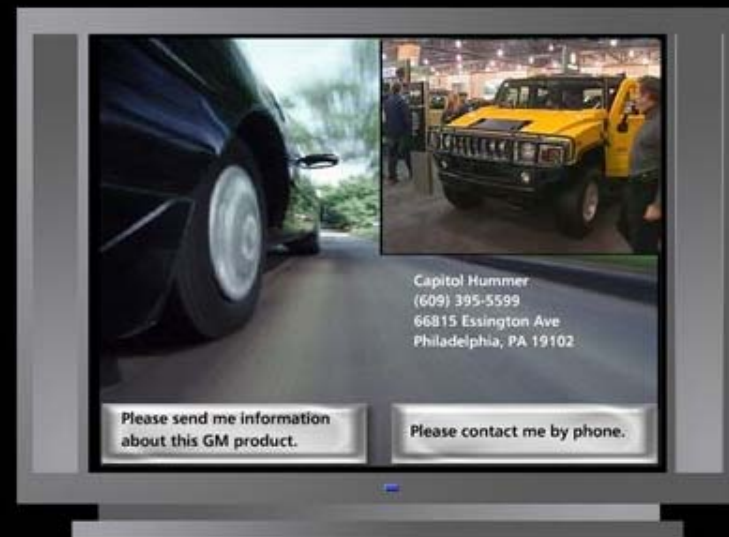 Capitol Hummer
(609) 395-5599
66815 Essington Ave
Philadelphia, PA 19102
Please send me information
about this GM product.
Please contact me by phone.